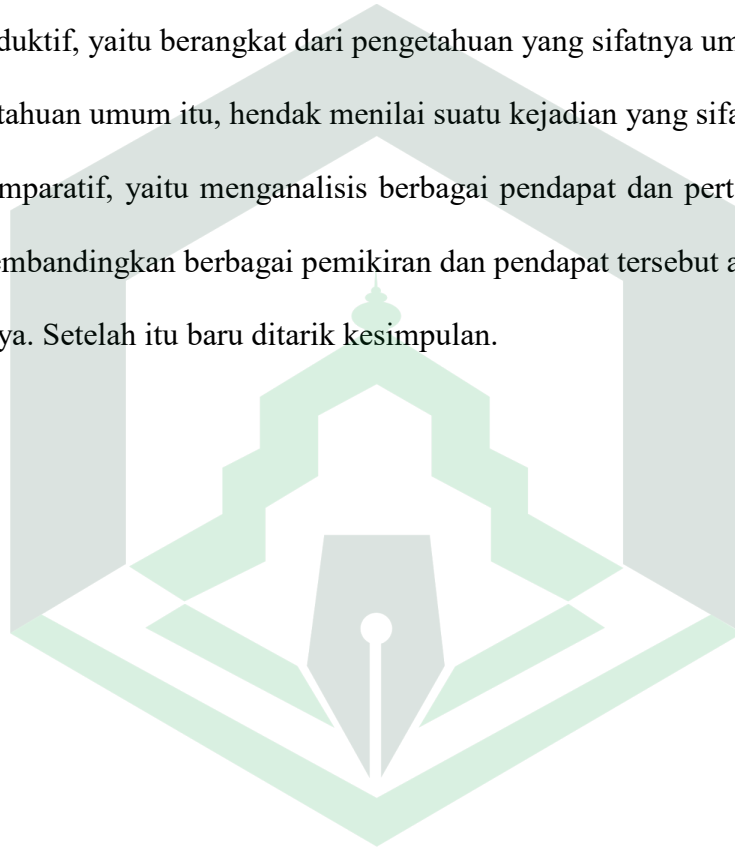 duktif, yaitu berangkat dari pengetahuan yang sifatnya um
tahuan umum itu, hendak menilai suatu kejadian yang sifa
mparatif, yaitu menganalisis berbagai pendapat dan pert
embandingkan berbagai pemikiran dan pendapat tersebut a
ya. Setelah itu baru ditarik kesimpulan.